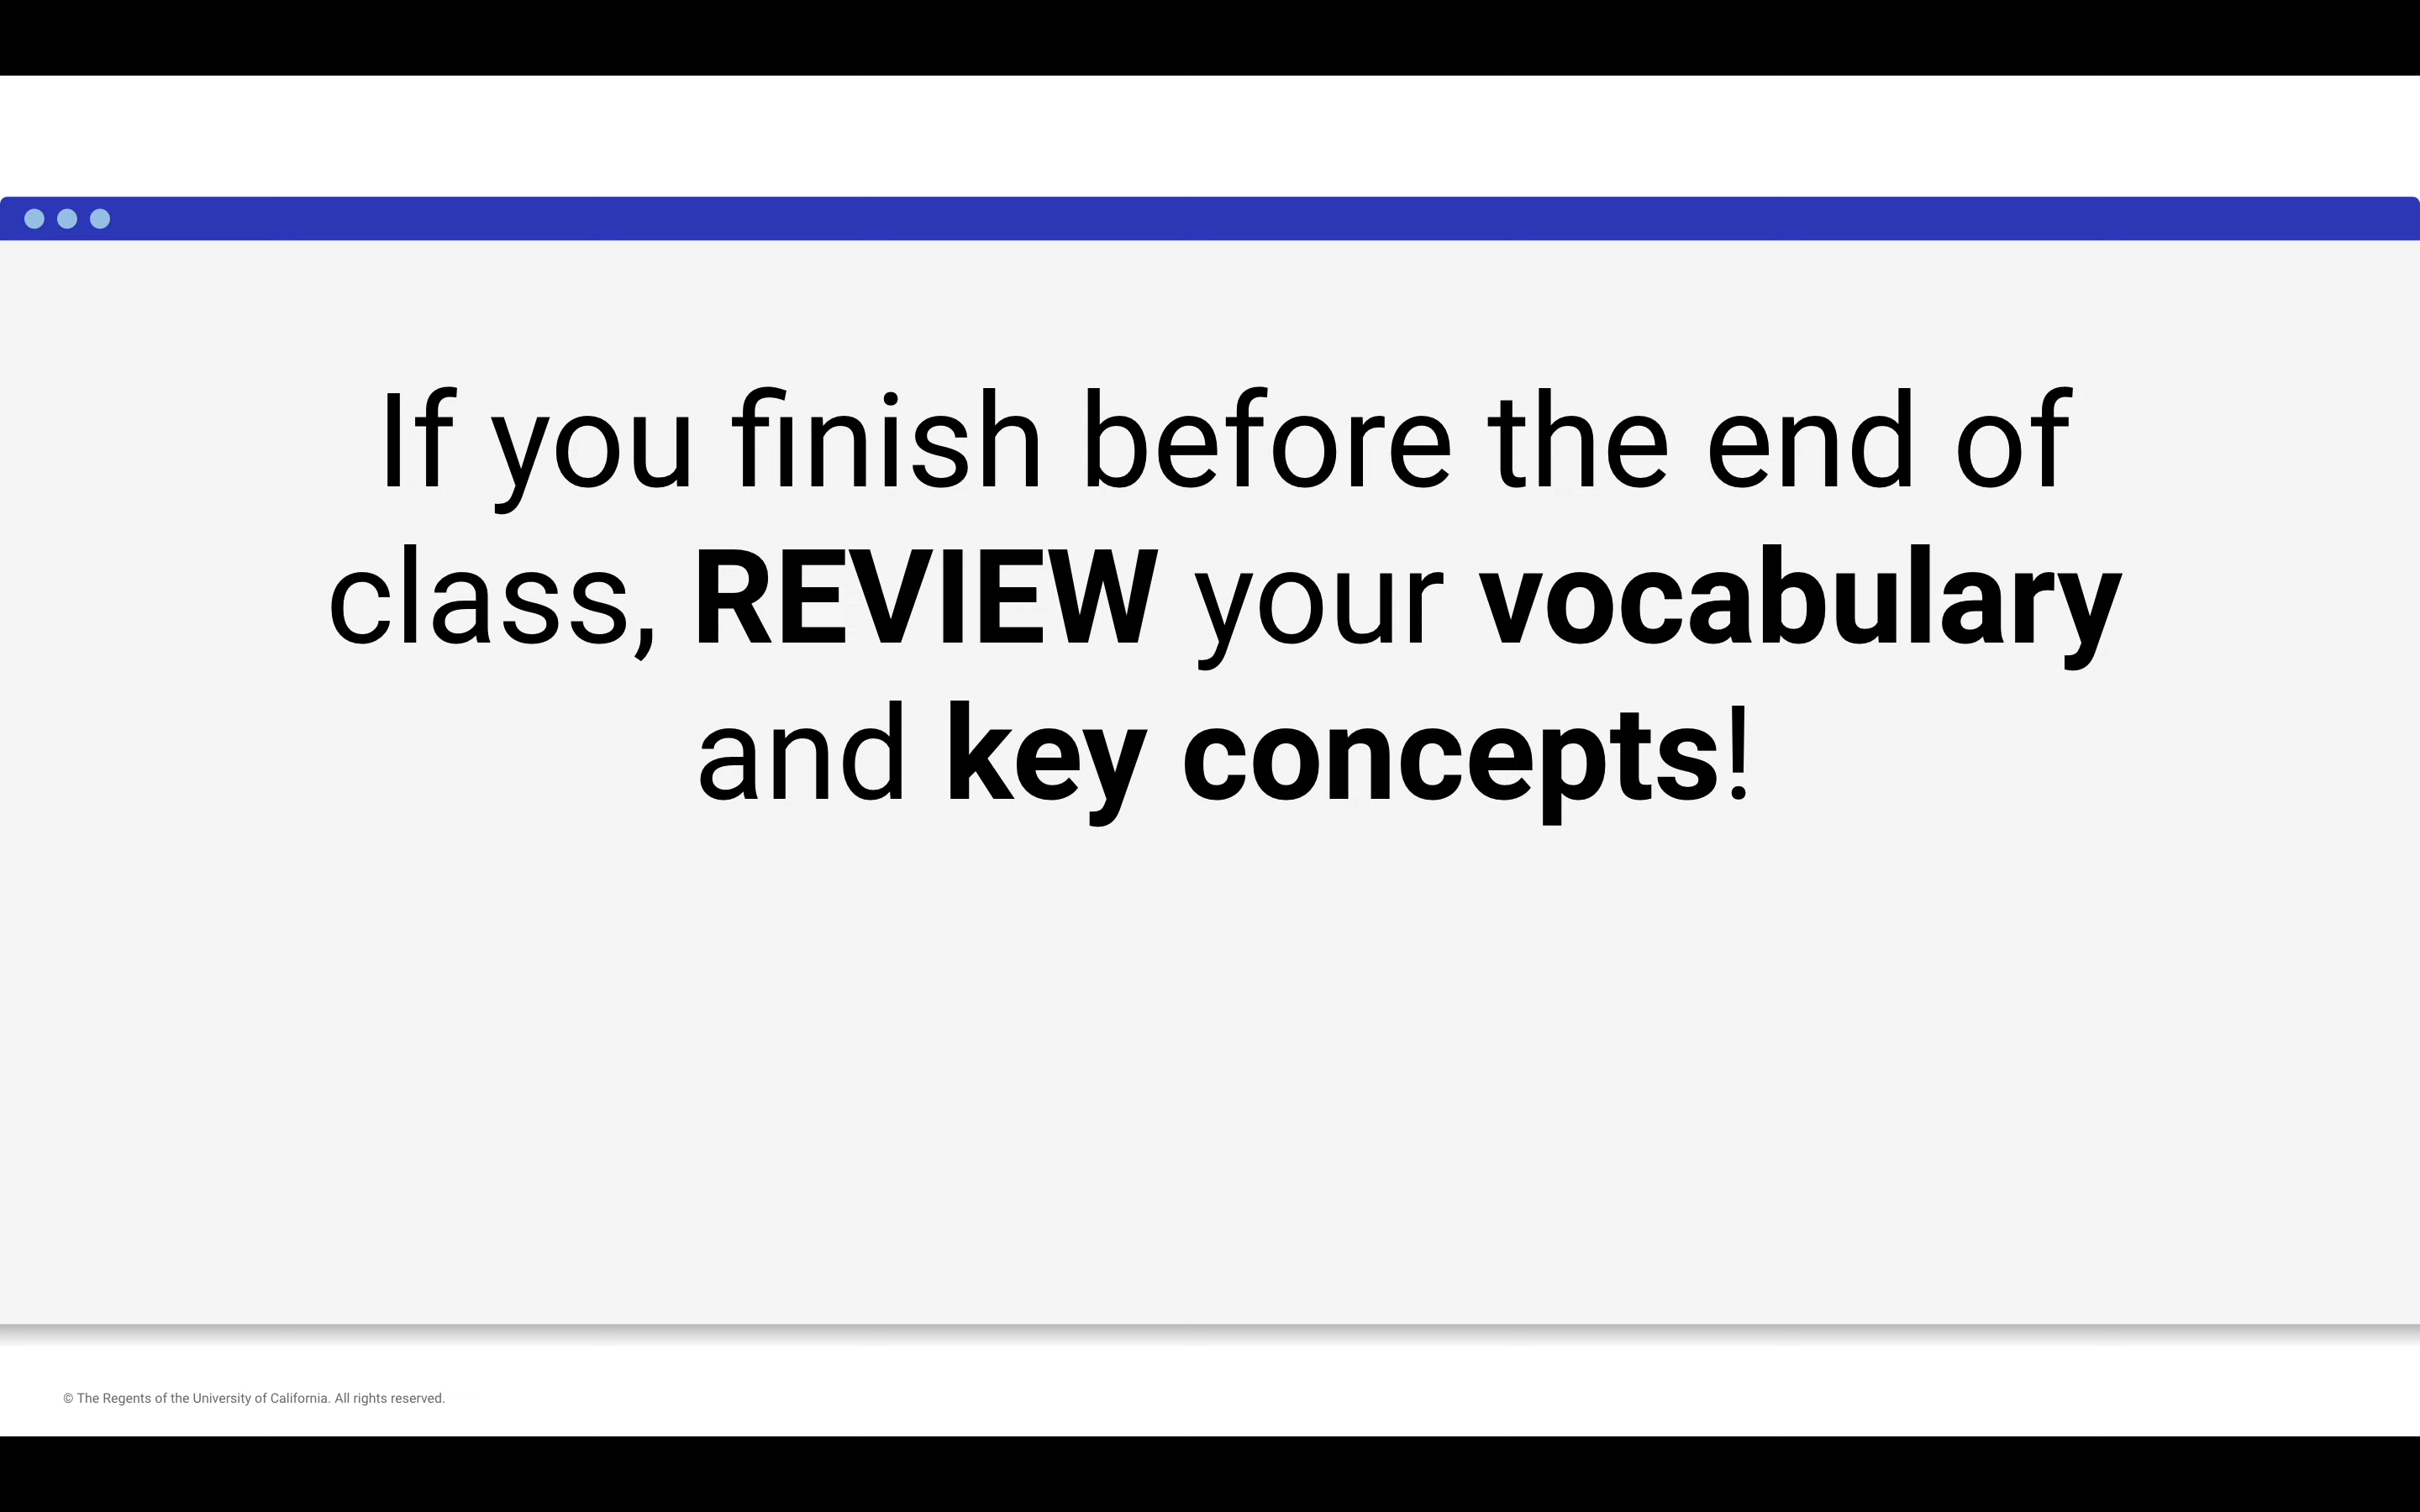 If you finish before the end of
class, REVIEW your vocabulary
and key concepts!
© The Regents of the University of California. All rights reserved.